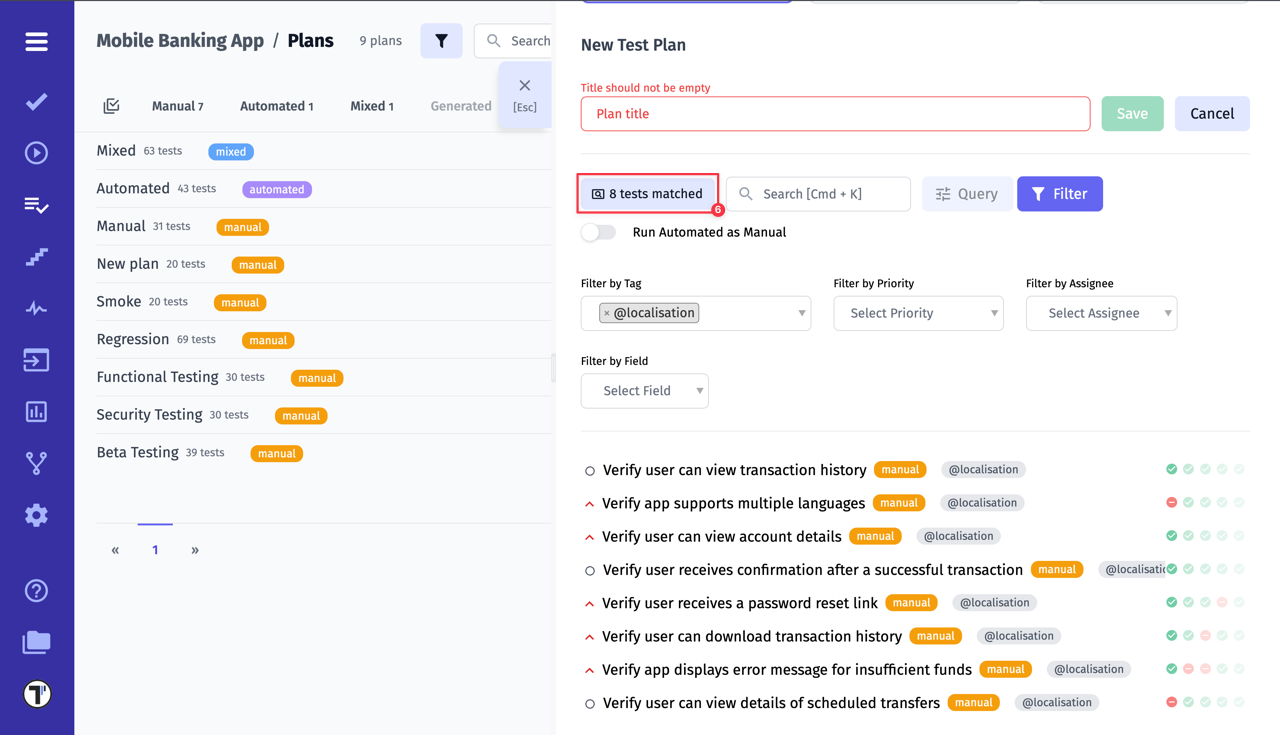 Mobile Banking App / Plans 9 plans Search
× [Esc]
Manual 7 Automated 1 Mixed 1 Generated
Mixed 63 tests mixed
Automated 43 tests automated
Manual 31 tests manual
New plan 20 tests manual
Smoke 20 tests manual
Regression 69 tests manual
Functional Testing 30 tests manual
Security Testing 30 tests manual
Beta Testing 39 tests manual
« 1 »
New Test Plan
Title should not be empty
Plan title Save Cancel
8 tests matched 6 Search [Cmd + K] Query Filter
Run Automated as Manual
Filter by Tag Filter by Priority Filter by Assignee
× @localisation Select Priority Select Assignee
Filter by Field
Select Field
Verify user can view transaction history manual @localisation
Verify app supports multiple languages manual @localisation
Verify user can view account details manual @localisation
Verify user receives confirmation after a successful transaction manual @localisatic
Verify user receives a password reset link manual @localisation
Verify user can download transaction history manual @localisation
Verify app displays error message for insufficient funds manual @localisation
Verify user can view details of scheduled transfers manual @localisation